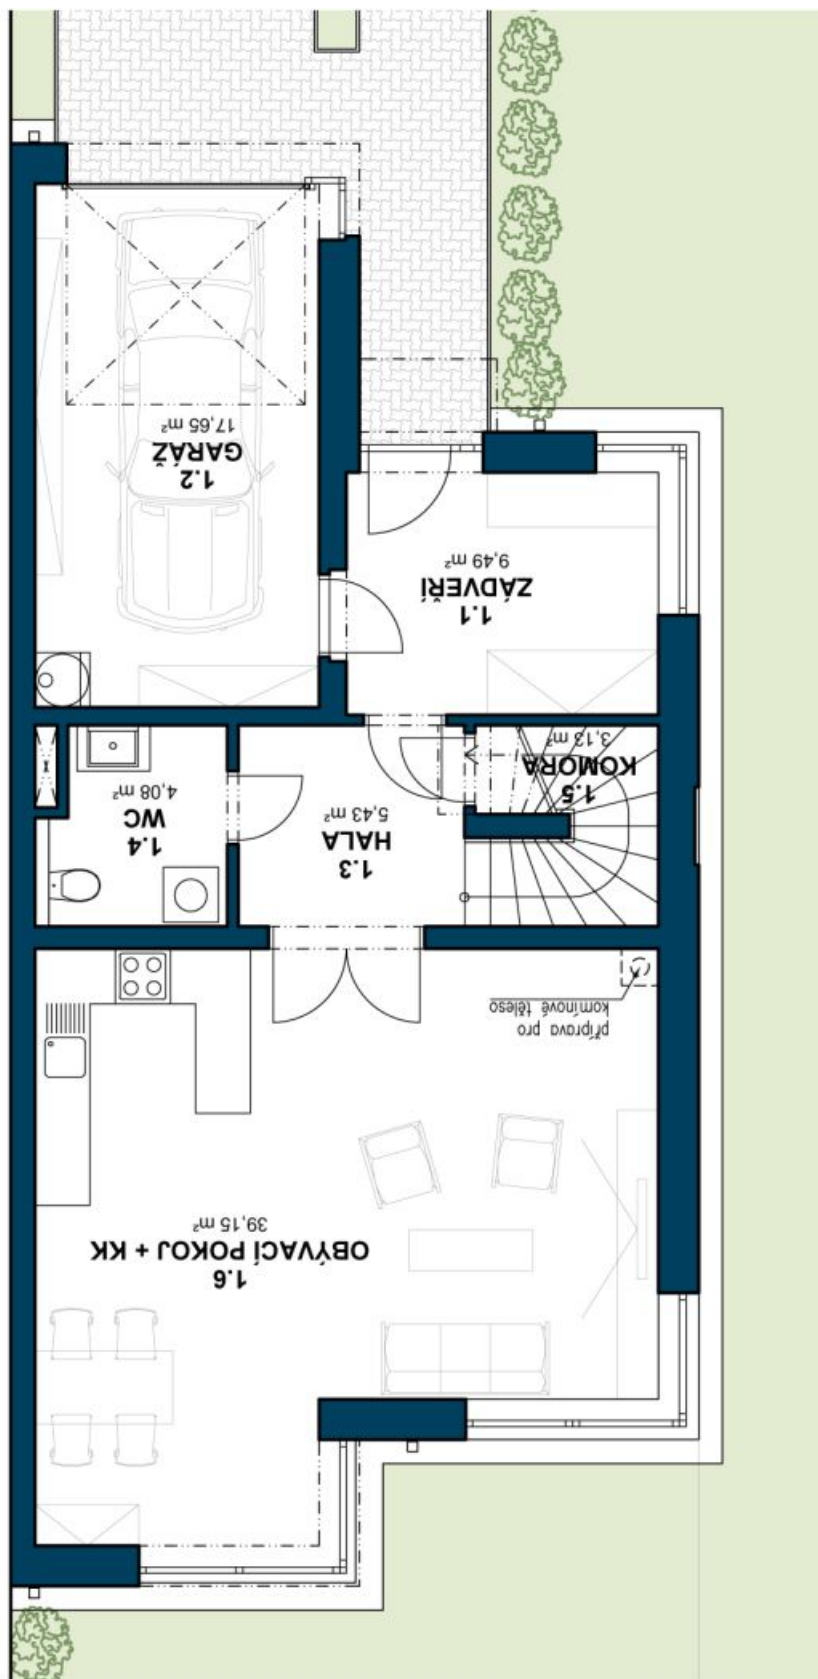 1.2
GARÁŽ
17,65 m²
1.1
ZÁDVEŘÍ
9,49 m²
1.5
KOMORA
3,13 m²
1.4
WC
4,08 m²
1.3
HALA
5,43 m²
příprava pro
komínové těleso
1.6
OBÝVACÍ POKOJ + KK
39,15 m²